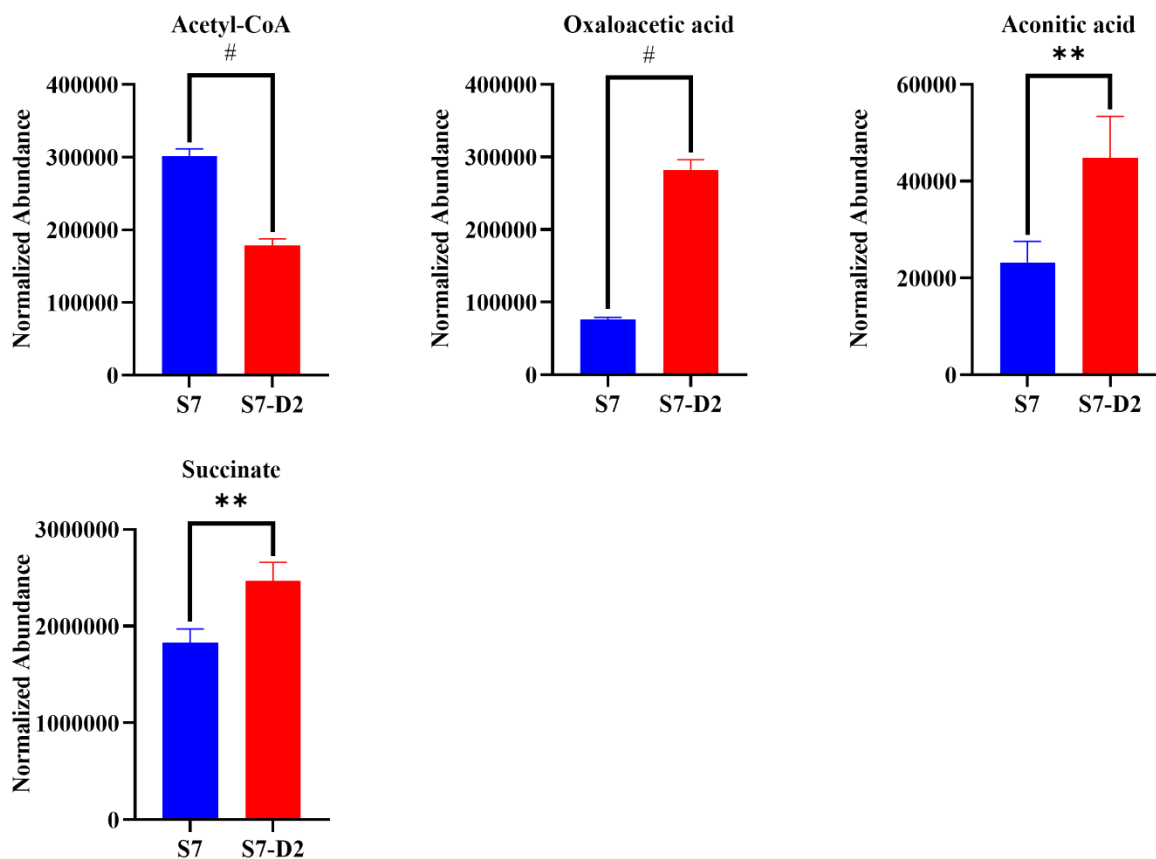 Acetyl-CoA
#
Normalized Abundance
400000
300000
200000
100000
0
S7 S7-D2
Oxaloacetic acid
#
Normalized Abundance
400000
300000
200000
100000
0
S7 S7-D2
Aconitic acid
**
Normalized Abundance
60000
40000
20000
0
S7 S7-D2
Succinate
**
Normalized Abundance
3000000
2000000
1000000
0
S7 S7-D2